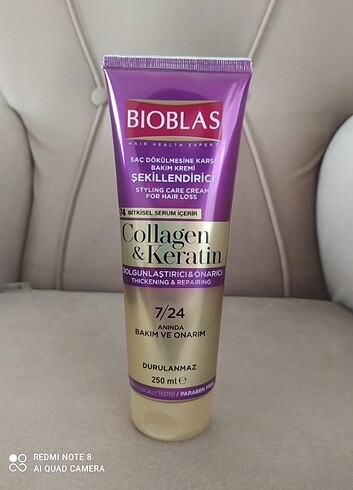 BIOBLAS
HAIR HEALTH EXPERT
SAÇ DÖKÜLMESİNE KARŞI
BAKIM KREMİ
ŞEKİLLENDİRİCİ
STYLING CARE CREAM
FOR HAIR LOSS
BİTKİSEL SERUM İÇERİR
Collagen
& Keratin
DOLGUNLAŞTIRICI & ONARICI
THICKENING & REPAIRING
7/24
ANINDA
BAKIM VE ONARIM
DURULANMAZ
250 ml e
TESTED / PARABEN
REDMI NOTE 8
AI QUAD CAMERA